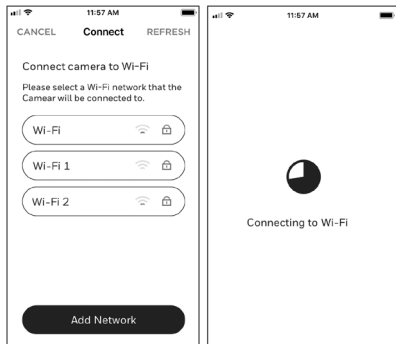 11:57 AM
CANCEL Connect REFRESH
Connect camera to Wi-Fi
Please select a Wi-Fi network that the
Camear will be connected to.
Wi-Fi
Wi-Fi 1
Wi-Fi 2
Add Network
11:57 AM
Connecting to Wi-Fi